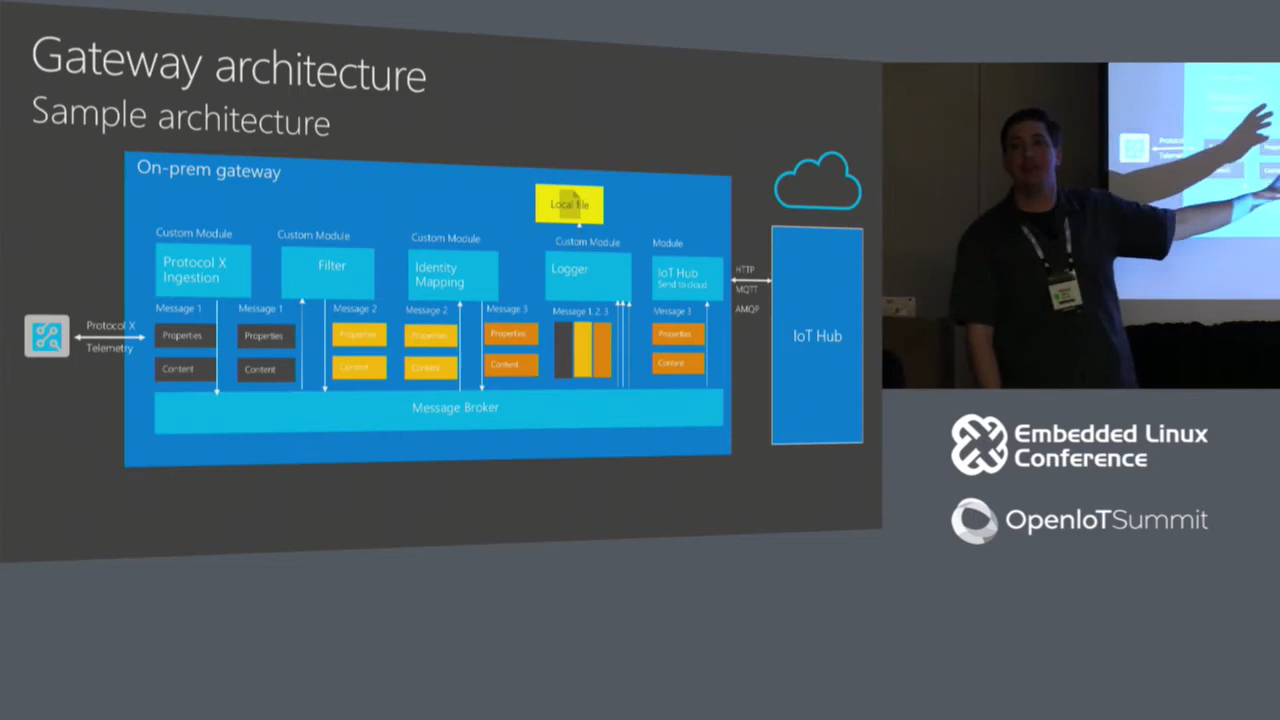 Gateway architecture
Sample architecture
On-prem gateway
Local file
Custom Module
Custom Module
Custom Module
Custom Module
Module
Protocol X
Ingestion
Filter
Identity
Mapping
Logger
IoT Hub
Send to cloud
HTTP
MQTT
AMQP
Message 1
Message 1
Message 2
Message 2
Message 3
Message 1, 2, 3
Message 3
Protocol X
Telemetry
Properties
Properties
Properties
Properties
Properties
Properties
Content
Content
Content
Content
Content
Content
IoT Hub
Message Broker
Embedded Linux
Conference
OpenIoTSummit